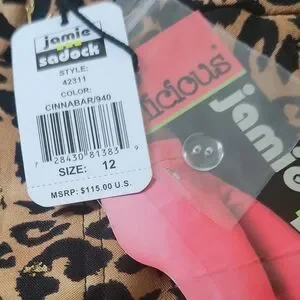 jamie
sadock
STYLE:
42311
COLOR:
CINNABAR/940
7 28430 81383 9
SIZE: 12
MSRP: $115.00 U.S.
licious
jamie